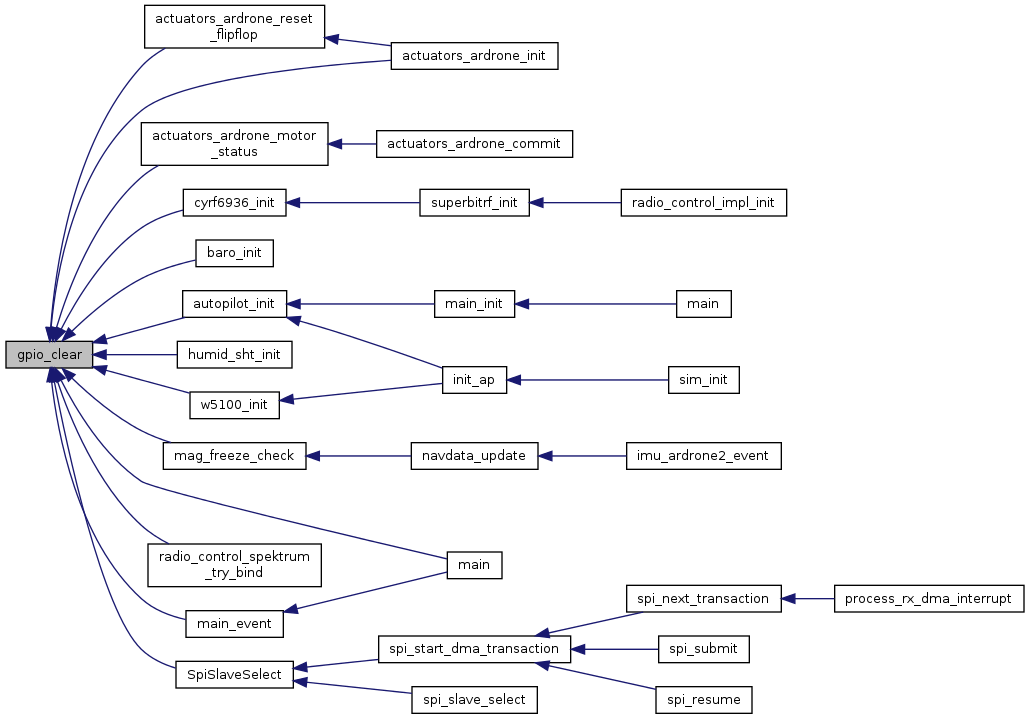 actuators_ardrone_reset
_flipflop
actuators_ardrone_init
actuators_ardrone_motor
_status
actuators_ardrone_commit
cyrf6936_init
superbitrf_init
radio_control_impl_init
baro_init
autopilot_init
main_init
main
gpio_clear
humid_sht_init
init_ap
sim_init
w5100_init
mag_freeze_check
navdata_update
imu_ardrone2_event
radio_control_spektrum
_try_bind
main
spi_next_transaction
process_rx_dma_interrupt
main_event
spi_start_dma_transaction
spi_submit
SpiSlaveSelect
spi_slave_select
spi_resume